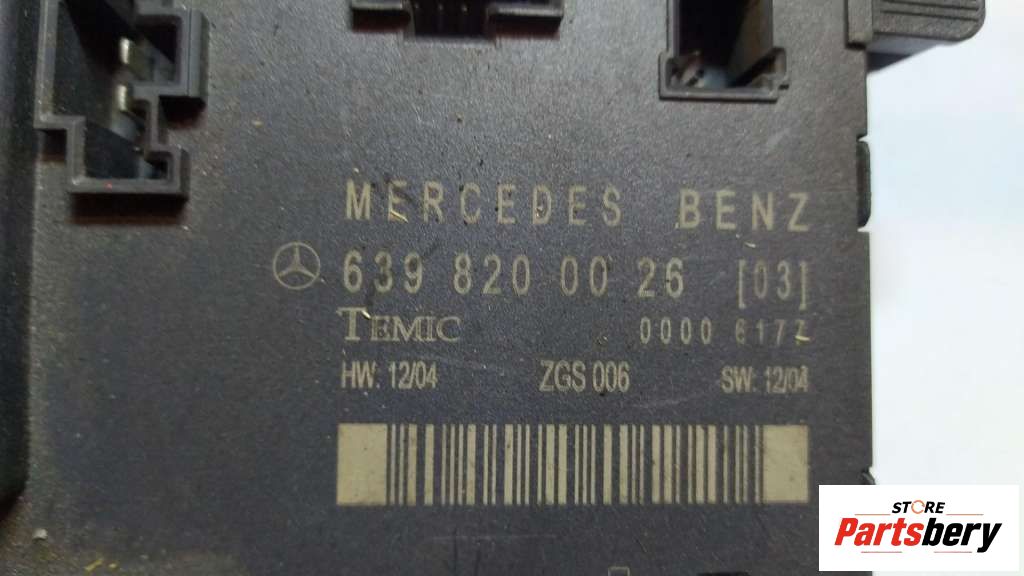 MERCEDES BENZ
639 820 00 26 [03]
TEMIC 0000 6177
HW: 12/04 ZGS 006 SW: 12/04
STORE
Partsbery